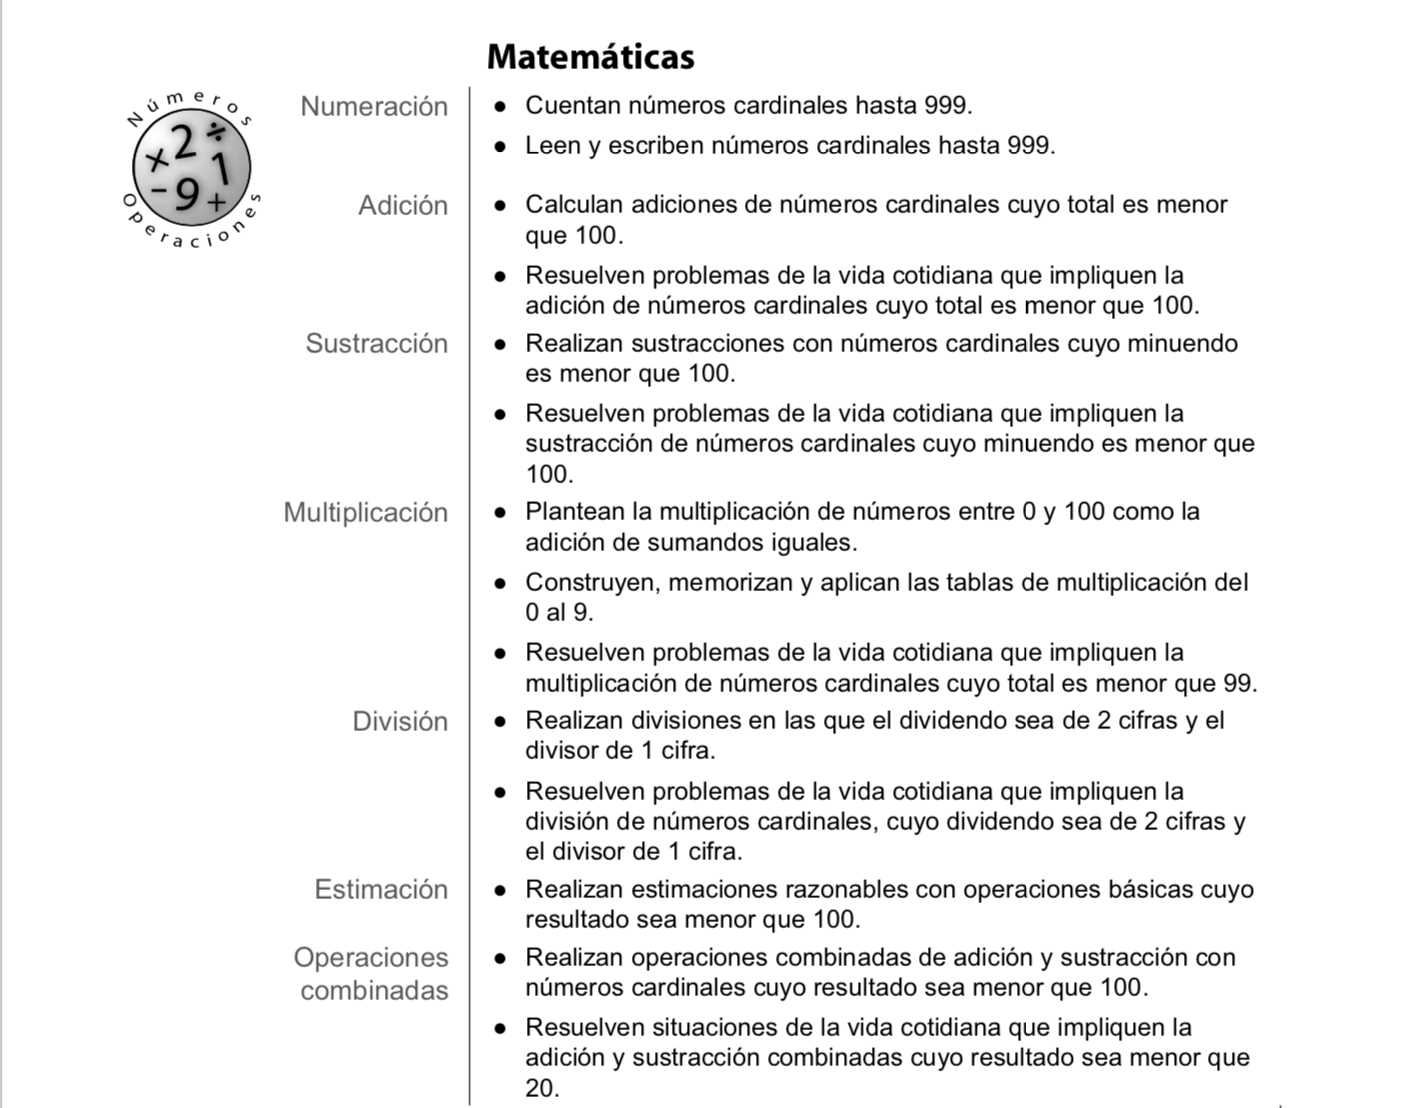 Matemáticas
Números
2 ÷
× 1
- 9 +
Operaciones
Numeración
● Cuentan números cardinales hasta 999.
● Leen y escriben números cardinales hasta 999.
Adición
● Calculan adiciones de números cardinales cuyo total es menor
que 100.
● Resuelven problemas de la vida cotidiana que impliquen la
adición de números cardinales cuyo total es menor que 100.
Sustracción
● Realizan sustracciones con números cardinales cuyo minuendo
es menor que 100.
● Resuelven problemas de la vida cotidiana que impliquen la
sustracción de números cardinales cuyo minuendo es menor que
100.
Multiplicación
● Plantean la multiplicación de números entre 0 y 100 como la
adición de sumandos iguales.
● Construyen, memorizan y aplican las tablas de multiplicación del
0 al 9.
● Resuelven problemas de la vida cotidiana que impliquen la
multiplicación de números cardinales cuyo total es menor que 99.
División
● Realizan divisiones en las que el dividendo sea de 2 cifras y el
divisor de 1 cifra.
● Resuelven problemas de la vida cotidiana que impliquen la
división de números cardinales, cuyo dividendo sea de 2 cifras y
el divisor de 1 cifra.
Estimación
● Realizan estimaciones razonables con operaciones básicas cuyo
resultado sea menor que 100.
Operaciones
combinadas
● Realizan operaciones combinadas de adición y sustracción con
números cardinales cuyo resultado sea menor que 100.
● Resuelven situaciones de la vida cotidiana que impliquen la
adición y sustracción combinadas cuyo resultado sea menor que
20.